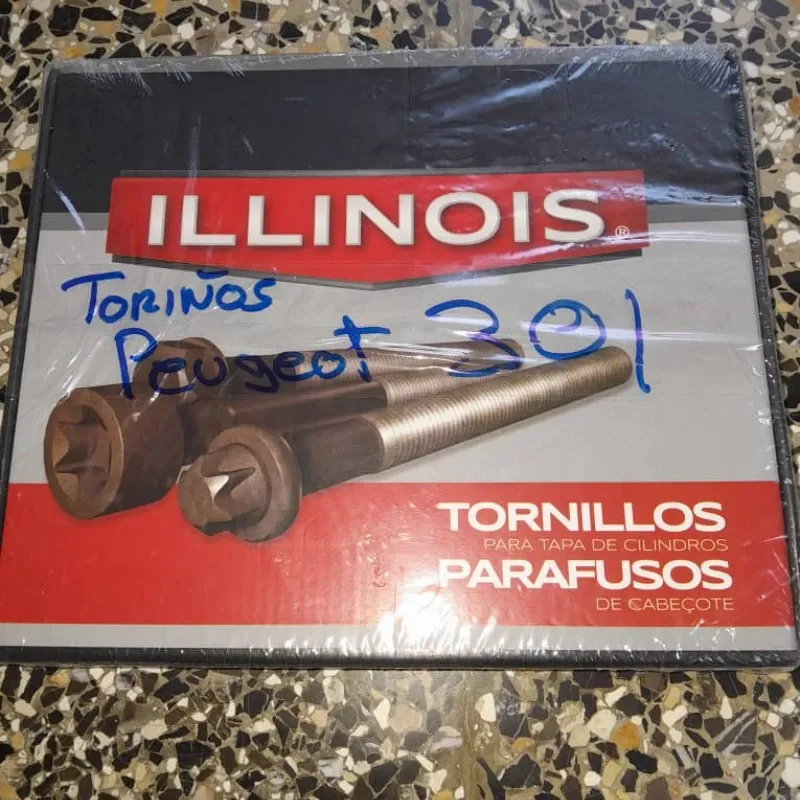 ILLINOIS®
TORIÑOS
Peugeot 301
TORNILLOS
PARA TAPA DE CILINDROS
PARAFUSOS
DE CABEÇOTE